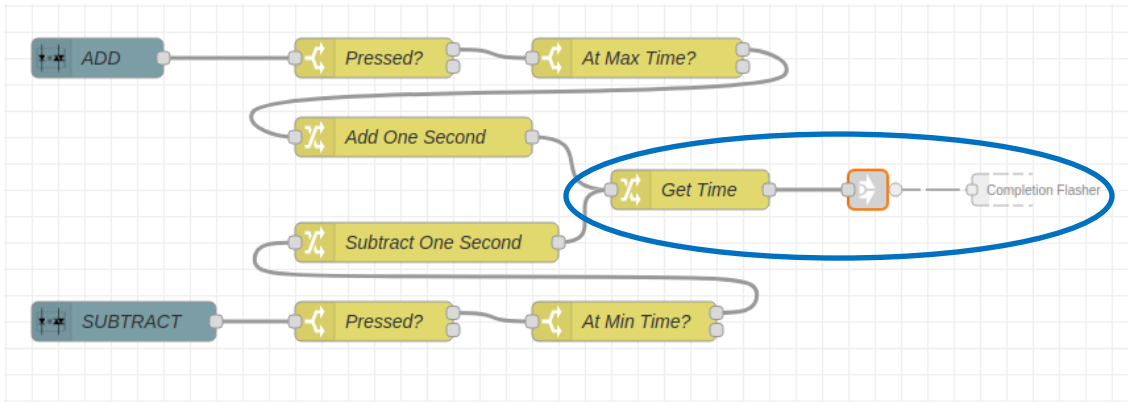 ADD
Pressed?
At Max Time?
Add One Second
Get Time
Completion Flasher
Subtract One Second
SUBTRACT
Pressed?
At Min Time?